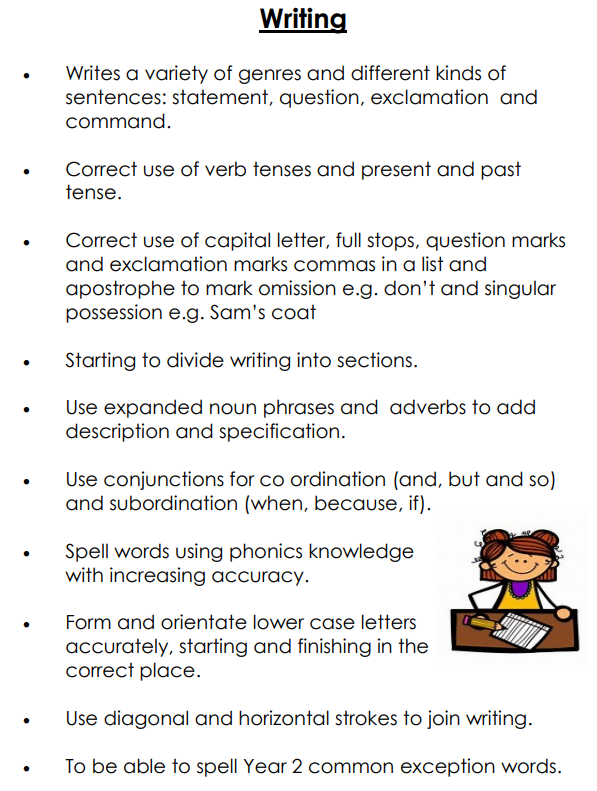 Writing
• Writes a variety of genres and different kinds of
sentences: statement, question, exclamation  and
command.
• Correct use of verb tenses and present and past
tense.
• Correct use of capital letter, full stops, question marks
and exclamation marks commas in a list and
apostrophe to mark omission e.g. don’t and singular
possession e.g. Sam’s coat
• Starting to divide writing into sections.
• Use expanded noun phrases and  adverbs to add
description and specification.
• Use conjunctions for co ordination (and, but and so)
and subordination (when, because, if).
• Spell words using phonics knowledge
with increasing accuracy.
• Form and orientate lower case letters
accurately, starting and finishing in the
correct place.
• Use diagonal and horizontal strokes to join writing.
• To be able to spell Year 2 common exception words.